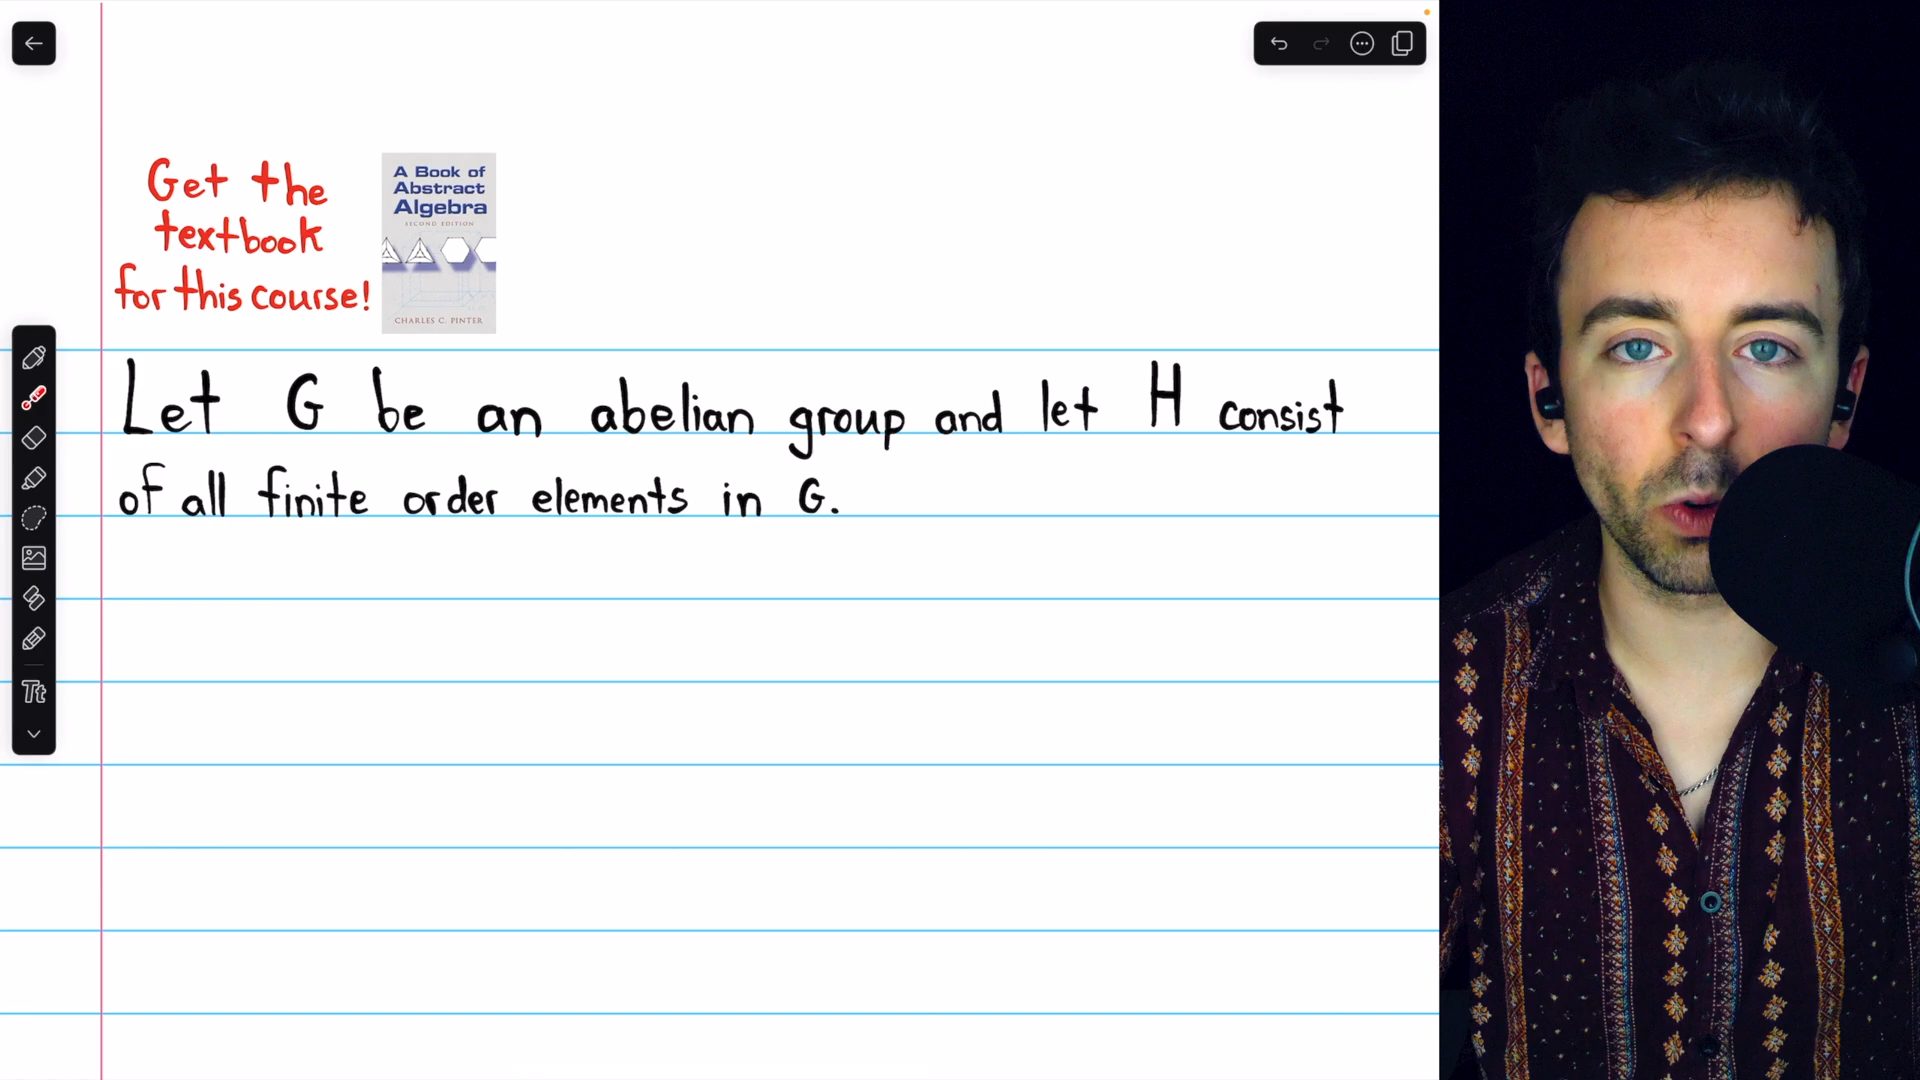 Get the
textbook
for this course!
A Book of
Abstract
Algebra
SECOND EDITION
CHARLES C. PINTER
Let G be an abelian group and let H consist
of all finite order elements in G.
Tt